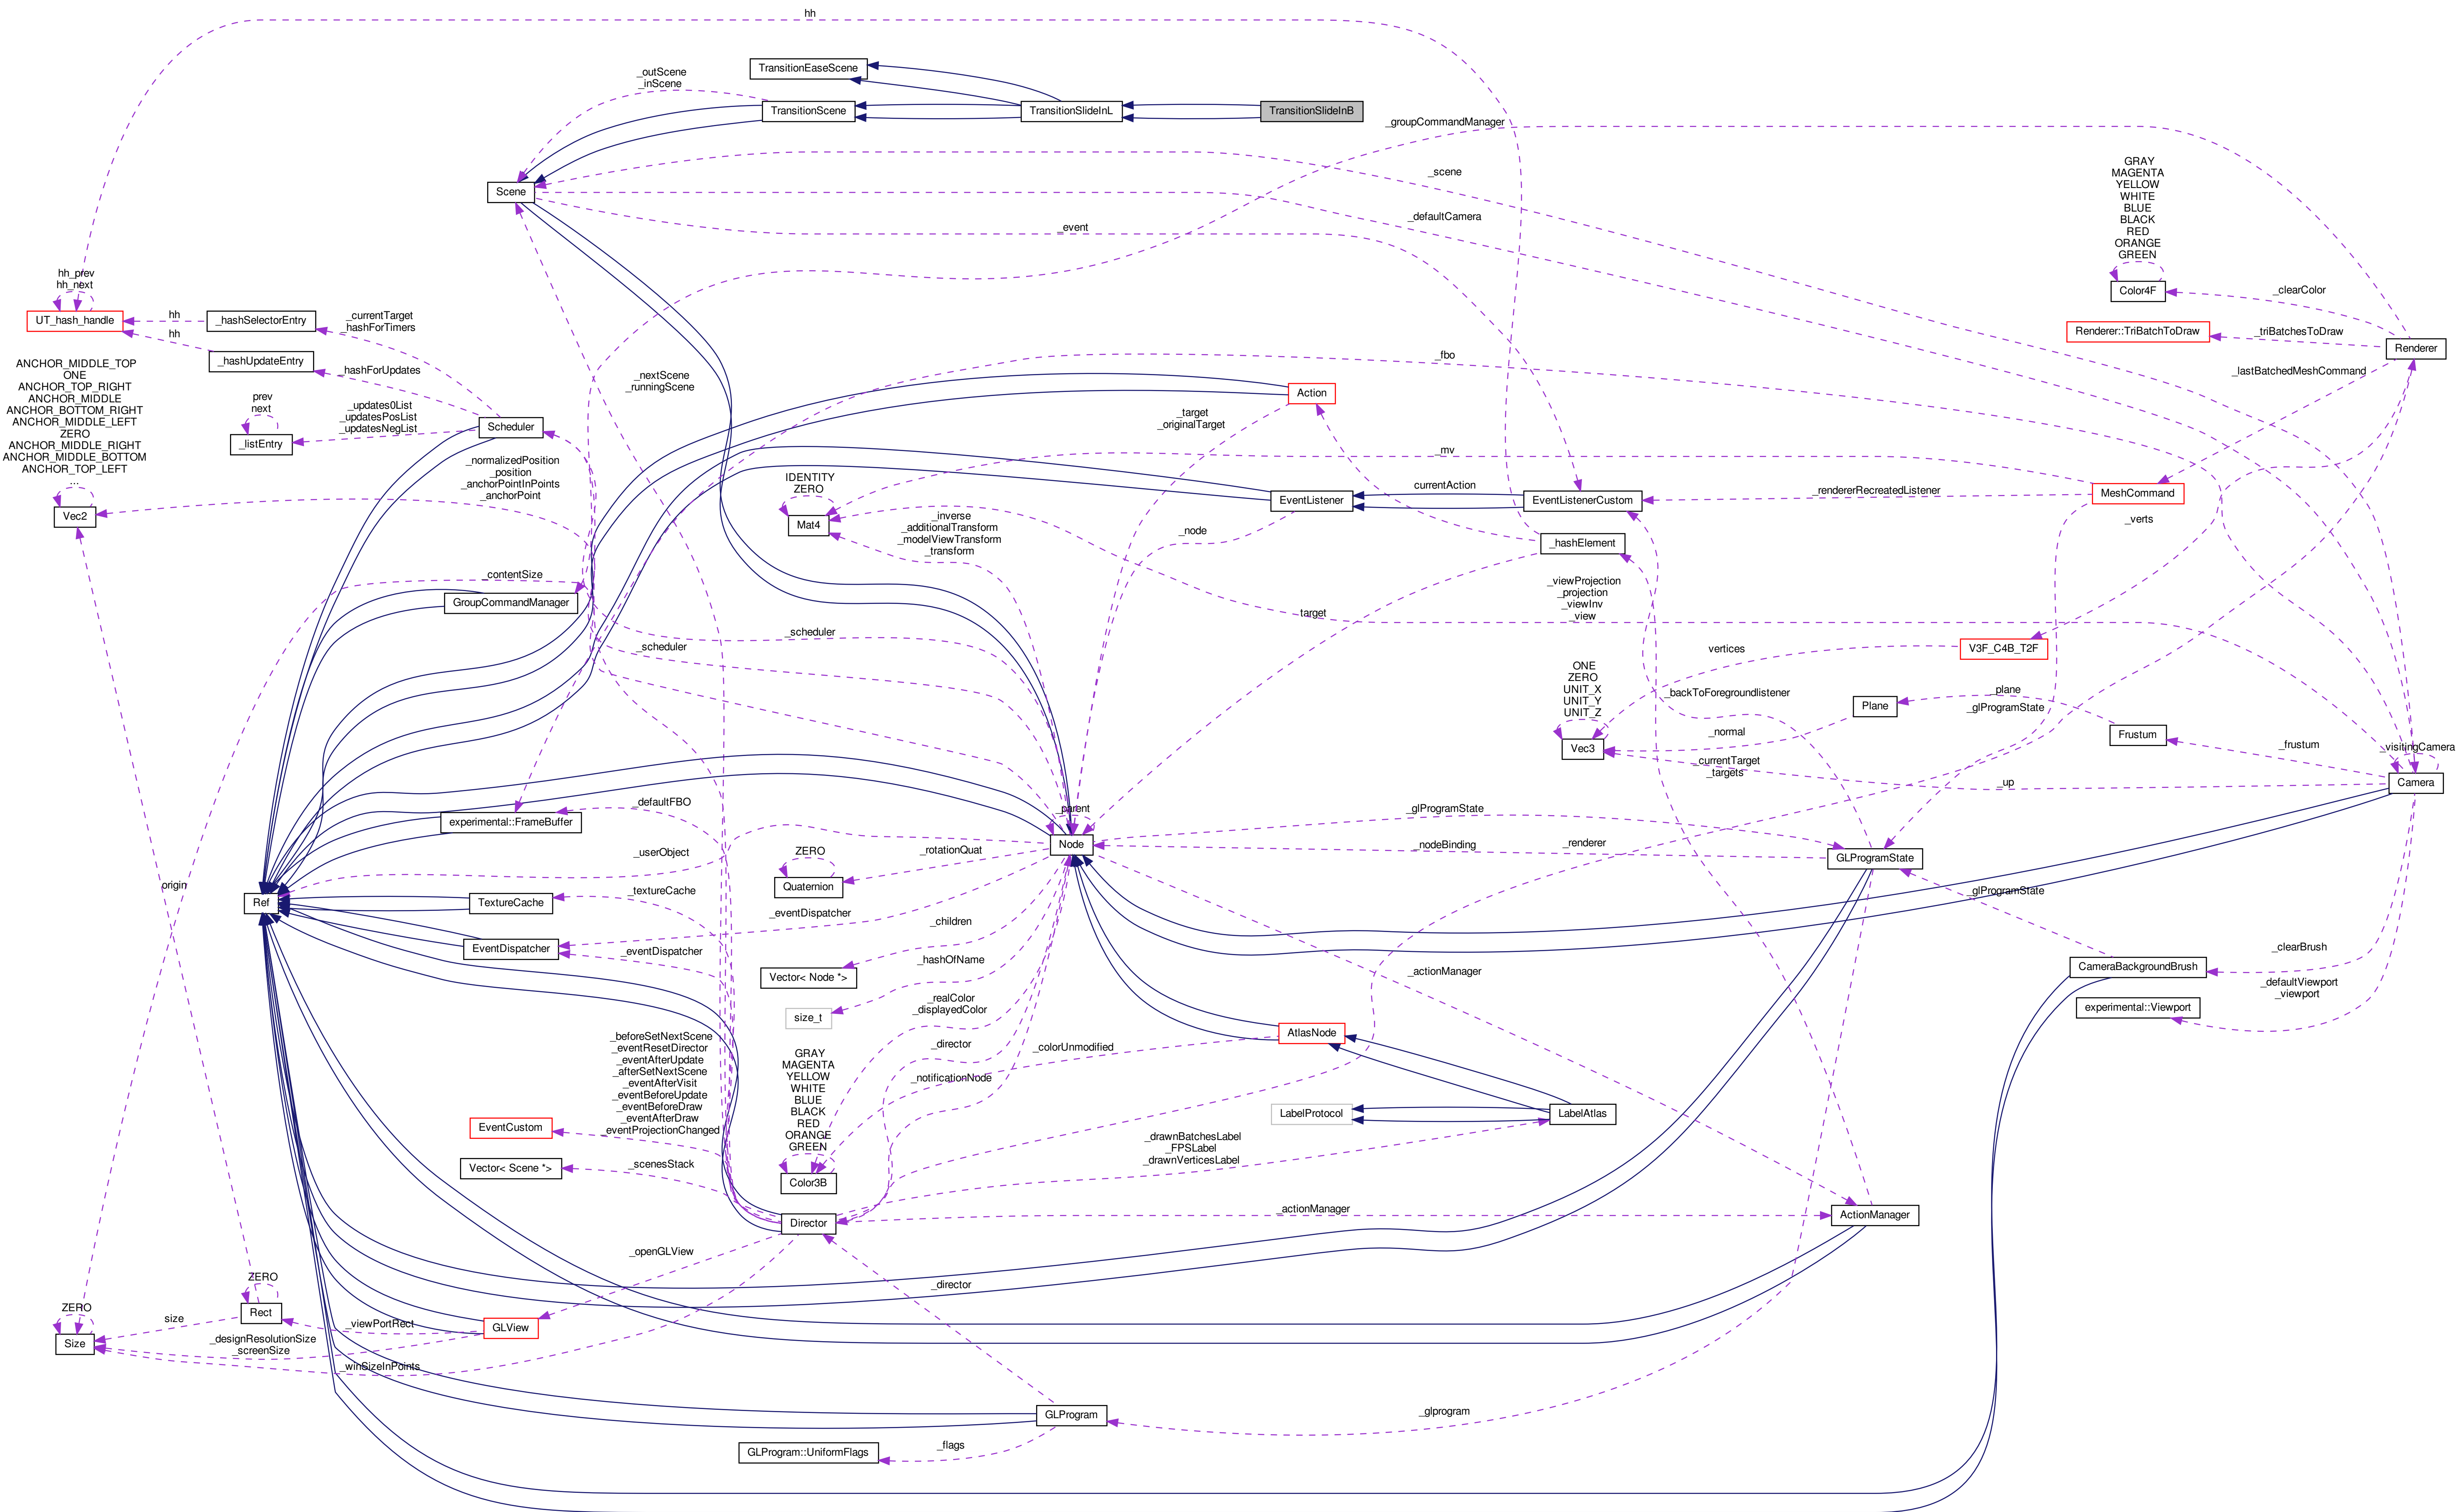 hh
TransitionEaseScene
_outScene
_inScene
TransitionScene
TransitionSlideInL
TransitionSlideInB
_groupCommandManager
GRAY
MAGENTA
YELLOW
WHITE
BLUE
BLACK
RED
ORANGE
GREEN
_scene
Scene
_defaultCamera
_event
hh_prev
hh_next
UT_hash_handle
hh
_hashSelectorEntry
_currentTarget
_hashForTimers
hh
_hashUpdateEntry
_hashForUpdates
Color4F
_clearColor
Renderer::TriBatchToDraw
_triBatchesToDraw
Renderer
_nextScene
_runningScene
_fbo
_lastBatchedMeshCommand
ANCHOR_MIDDLE_TOP
ONE
ANCHOR_TOP_RIGHT
ANCHOR_MIDDLE
ANCHOR_BOTTOM_RIGHT
ANCHOR_MIDDLE_LEFT
ZERO
ANCHOR_MIDDLE_RIGHT
ANCHOR_MIDDLE_BOTTOM
ANCHOR_TOP_LEFT
...
Vec2
prev
next
_listEntry
_updates0List
_updatesPosList
_updatesNegList
Scheduler
Action
_target
_originalTarget
_normalizedPosition
_position
_anchorPointInPoints
_anchorPoint
IDENTITY
ZERO
Mat4
_mv
currentAction
EventListener
EventListenerCustom
_rendererRecreatedListener
MeshCommand
_inverse
_additionalTransform
_modelViewTransform
_transform
_node
_hashElement
_verts
_contentSize
GroupCommandManager
_viewProjection
_projection
_viewInv
_view
target
_scheduler
_scheduler
V3F_C4B_T2F
vertices
ONE
ZERO
UNIT_X
UNIT_Y
UNIT_Z
Vec3
_backToForegroundlistener
_plane
Plane
_glProgramState
_normal
Frustum
_frustum
_visitingCamera
_currentTarget
_targets
_up
Camera
_defaultFBO
experimental::FrameBuffer
_parent
Node
_glProgramState
_nodeBinding
_renderer
GLProgramState
_userObject
ZERO
Quaternion
_rotationQuat
origin
Ref
_textureCache
TextureCache
_glProgramState
_eventDispatcher
_children
EventDispatcher
_eventDispatcher
Vector< Node *>
_hashOfName
_actionManager
_clearBrush
CameraBackgroundBrush
_defaultViewport
_viewport
experimental::Viewport
_realColor
_displayedColor
size_t
AtlasNode
_director
_colorUnmodified
_beforeSetNextScene
_eventResetDirector
_eventAfterUpdate
_afterSetNextScene
_eventAfterVisit
_eventBeforeUpdate
_eventBeforeDraw
_eventAfterDraw
_eventProjectionChanged
EventCustom
GRAY
MAGENTA
YELLOW
WHITE
BLUE
BLACK
RED
ORANGE
GREEN
Color3B
_notificationNode
LabelProtocol
LabelAtlas
_drawnBatchesLabel
_FPSLabel
_drawnVerticesLabel
Vector< Scene *>
_scenesStack
Director
_actionManager
ActionManager
_openGLView
ZERO
Rect
_director
ZERO
Size
size
_viewPortRect
GLView
_designResolutionSize
_screenSize
_winSizeInPoints
GLProgram
_glprogram
GLProgram::UniformFlags
_flags